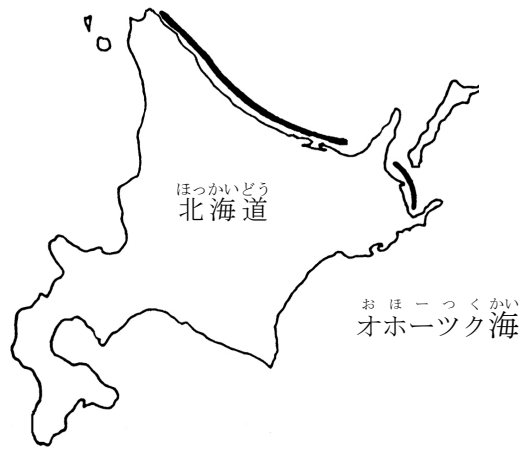 ほっかいどう
北海道
おほーつくかい
オホーツク海